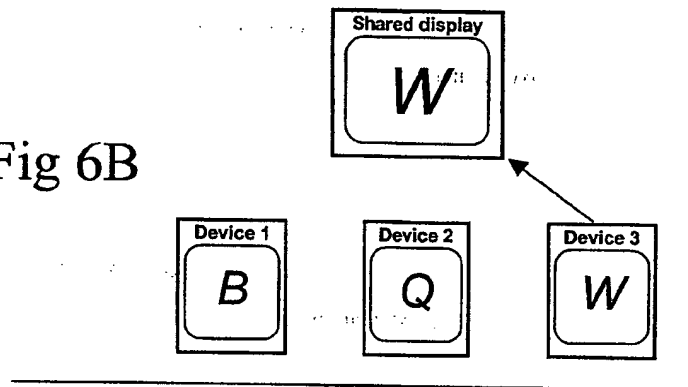 Shared display
W
Fig 6B
Device 1
Device 2
Device 3
B
Q
W